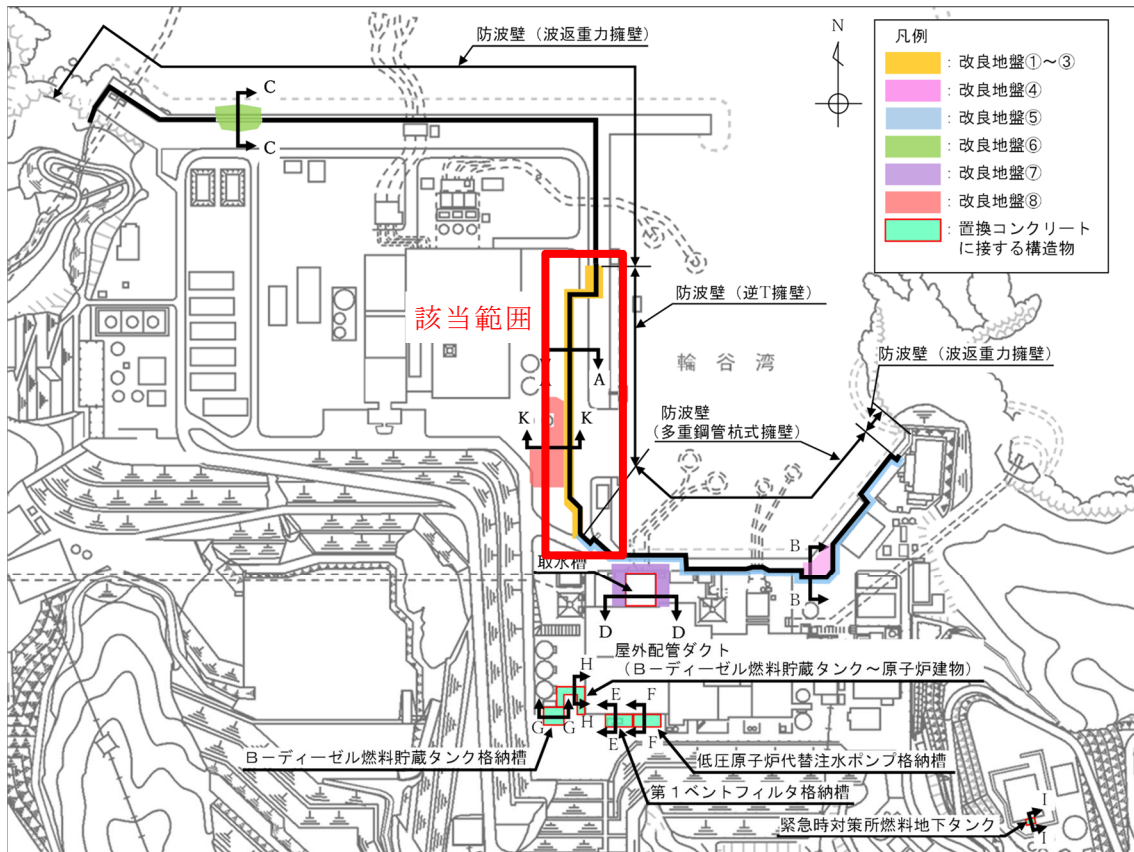 防波壁（波返重力擁壁）
N
凡例
：改良地盤①～③
：改良地盤④
：改良地盤⑤
：改良地盤⑥
：改良地盤⑦
：改良地盤⑧
：置換コンクリート
に接する構造物
C
C
防波壁（逆T擁壁）
該当範囲
輪谷湾
防波壁（波返重力擁壁）
A
A
防波壁
（多重鋼管杭式擁壁）
K
K
B
B
取水槽
D
D
屋外配管ダクト
（B－ディーゼル燃料貯蔵タンク～原子炉建物）
H
H
E
F
G
G
E
F
B－ディーゼル燃料貯蔵タンク格納槽
低圧原子炉代替注水ポンプ格納槽
第1ベントフィルタ格納槽
緊急時対策所燃料地下タンク
I
I